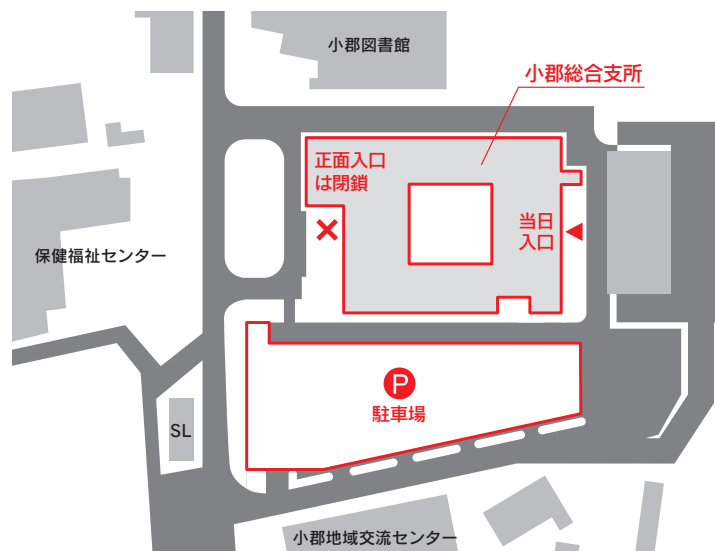 小郡図書館
小郡総合支所
正面入口
は閉鎖
当日
入口
保健福祉センター
P
駐車場
SL
小郡地域交流センター